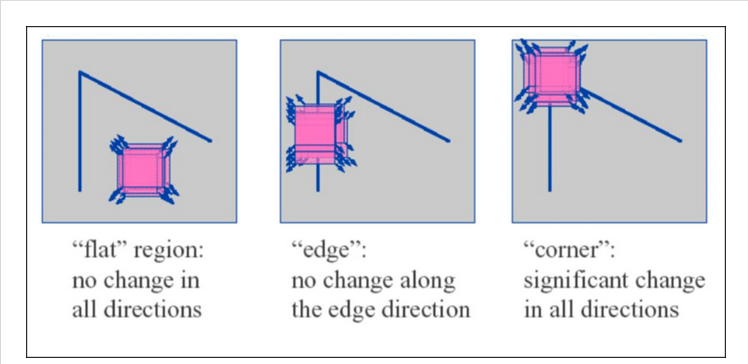 “flat” region:
no change in
all directions
“edge”:
no change along
the edge direction
“corner”:
significant change
in all directions